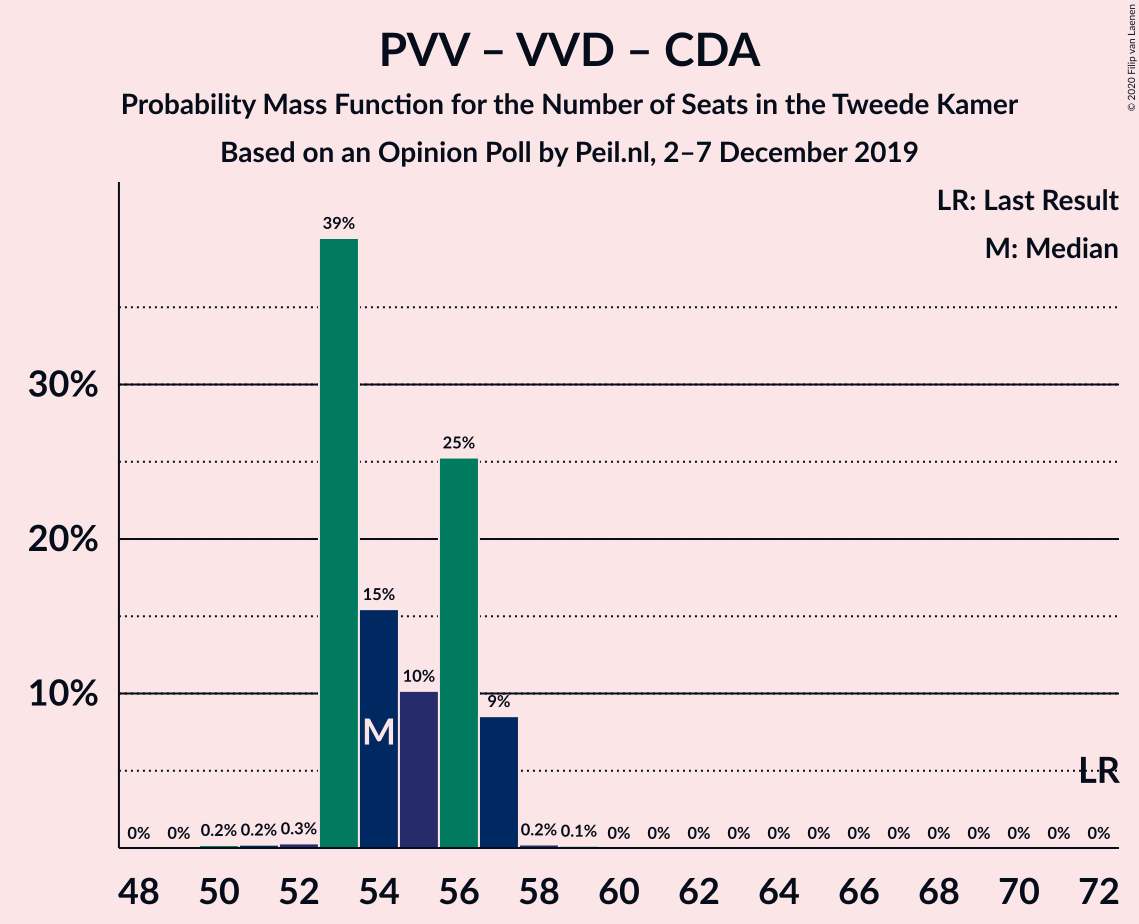 PVV – VVD – CDA
Probability Mass Function for the Number of Seats in the Tweede Kamer
Based on an Opinion Poll by Peil.nl, 2–7 December 2019
© 2020 Filip van Laenen
LR: Last Result
M: Median
39%
30%
25%
20%
15%
10%
10%
9%
M
LR
0% 0% 0.2% 0.2% 0.3% 0.2% 0.1% 0% 0% 0% 0% 0% 0% 0% 0% 0% 0% 0% 0% 0%
48 50 52 54 56 58 60 62 64 66 68 70 72